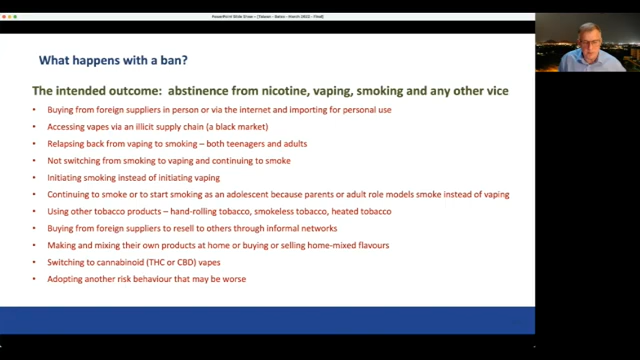 PowerPoint Slide Show - [Taiwan - Bates - March 2022 - Final]
What happens with a ban?
The intended outcome: abstinence from nicotine, vaping, smoking and any other vice
• Buying from foreign suppliers in person or via the internet and importing for personal use
• Accessing vapes via an illicit supply chain (a black market)
• Relapsing back from vaping to smoking – both teenagers and adults
• Not switching from smoking to vaping and continuing to smoke
• Initiating smoking instead of initiating vaping
• Continuing to smoke or to start smoking as an adolescent because parents or adult role models smoke instead of vaping
• Using other tobacco products – hand-rolling tobacco, smokeless tobacco, heated tobacco
• Buying from foreign suppliers to resell to others through informal networks
• Making and mixing their own products at home or buying or selling home-mixed flavours
• Switching to cannabinoid (THC or CBD) vapes
• Adopting another risk behaviour that may be worse